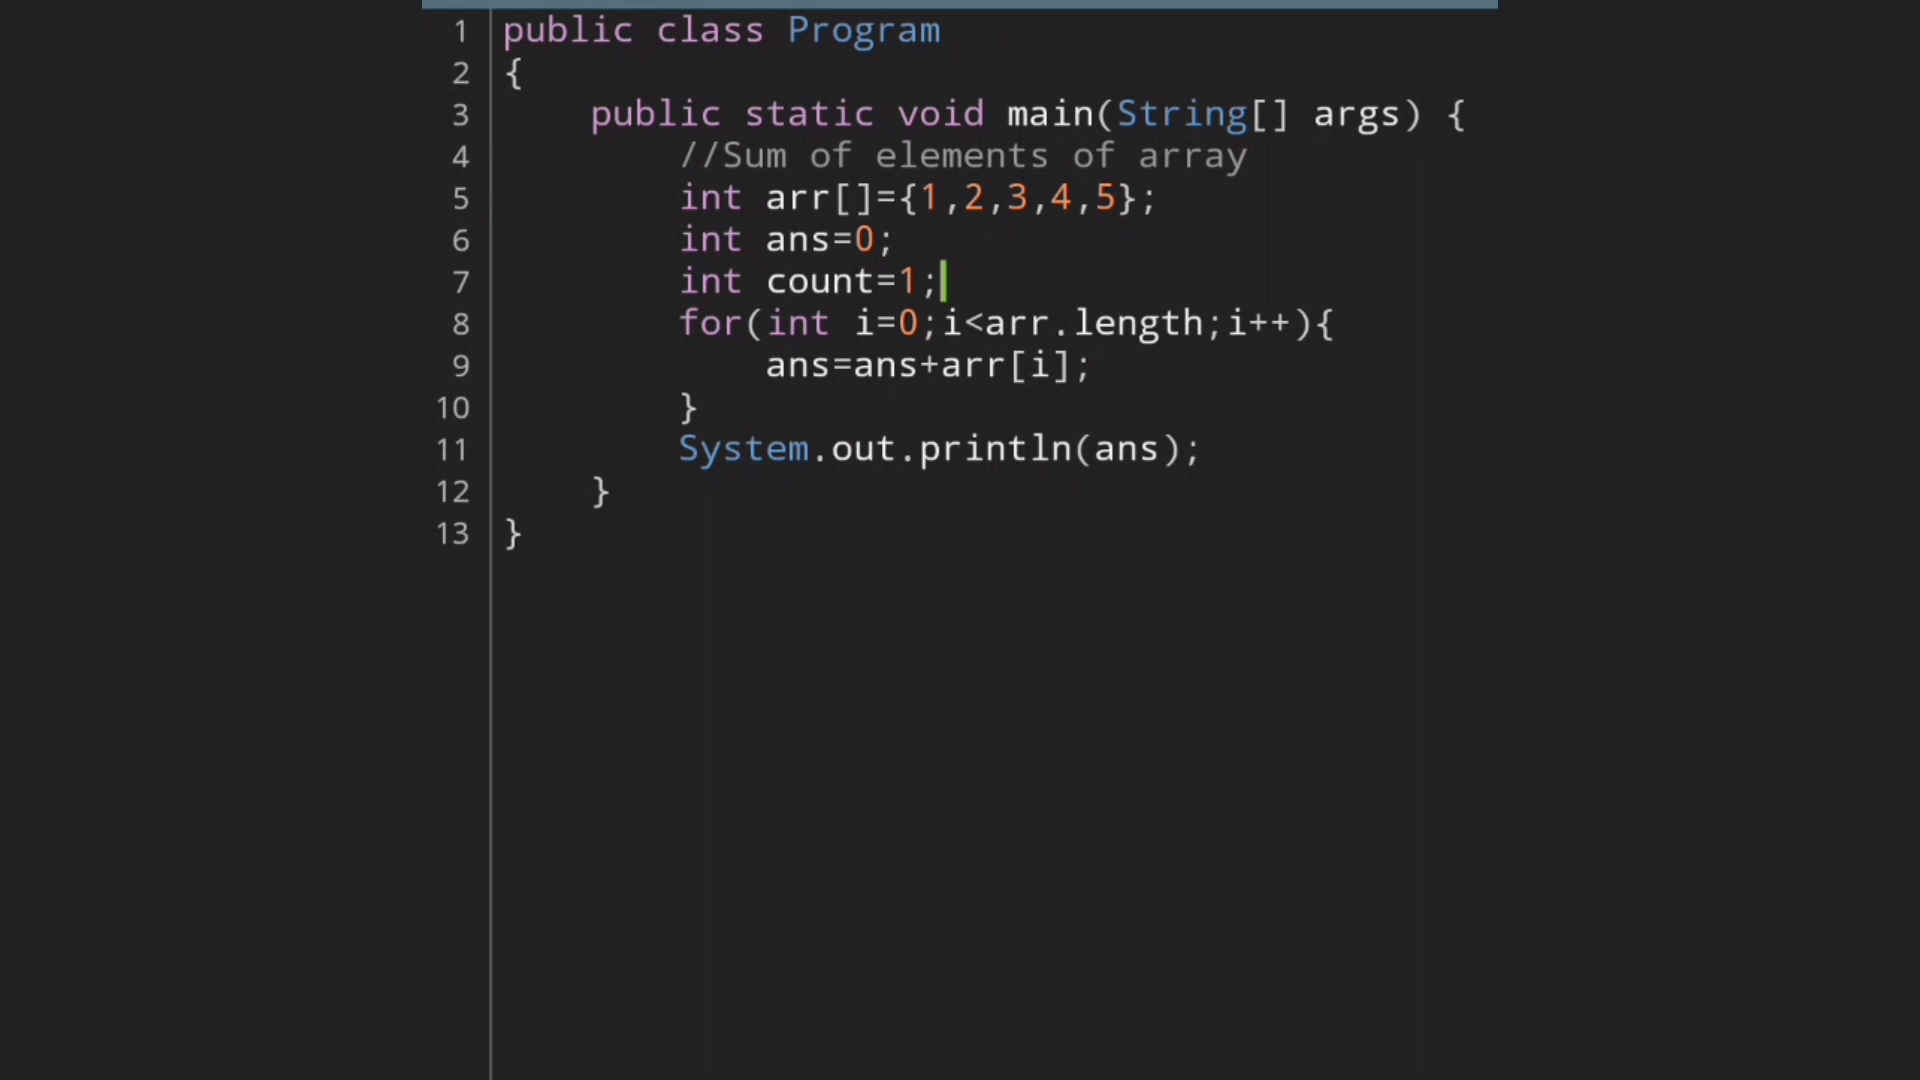 1 public class Program
2 {
3     public static void main(String[] args) {
4         //Sum of elements of array
5         int arr[]={1,2,3,4,5};
6         int ans=0;
7         int count=1;
8         for(int i=0;i<arr.length;i++){
9             ans=ans+arr[i];
10         }
11         System.out.println(ans);
12     }
13 }